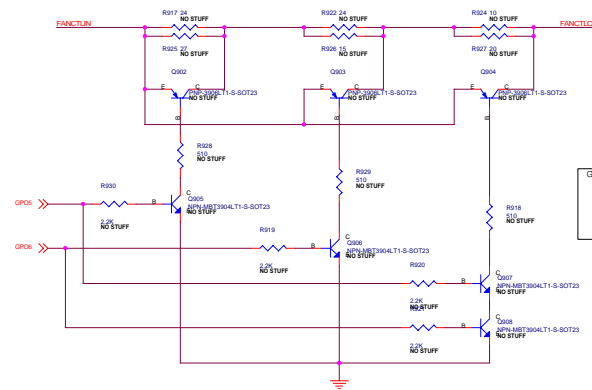 R917 24
NO STUFF
R922 24
NO STUFF
R924 10
NO STUFF
FANCTLIN
FANCTLO
R925 27
NO STUFF
R926 15
NO STUFF
R927 20
NO STUFF
Q902
Q903
Q904
E
C
E
C
E
C
PNP-3906LT1-S-SOT23
NO STUFF
PNP-3906LT1-S-SOT23
NO STUFF
PNP-3906LT1-S-SOT23
NO STUFF
B
B
B
R928
510
NO STUFF
R929
510
NO STUFF
G
R930
GPO5
B
C
Q905
NPN-MBT3904LT1-S-SOT23
NO STUFF
2.2K
NO STUFF
R918
510
NO STUFF
R919
GPO6
B
C
Q906
NPN-MBT3904LT1-S-SOT23
NO STUFF
2.2K
NO STUFF
R920
B
C
Q907
NPN-MBT3904LT1-S-SOT23
NO STUFF
2.2K
NO STUFF
B
C
Q908
NPN-MBT3904LT1-S-SOT23
NO STUFF
2.2K
NO STUFF